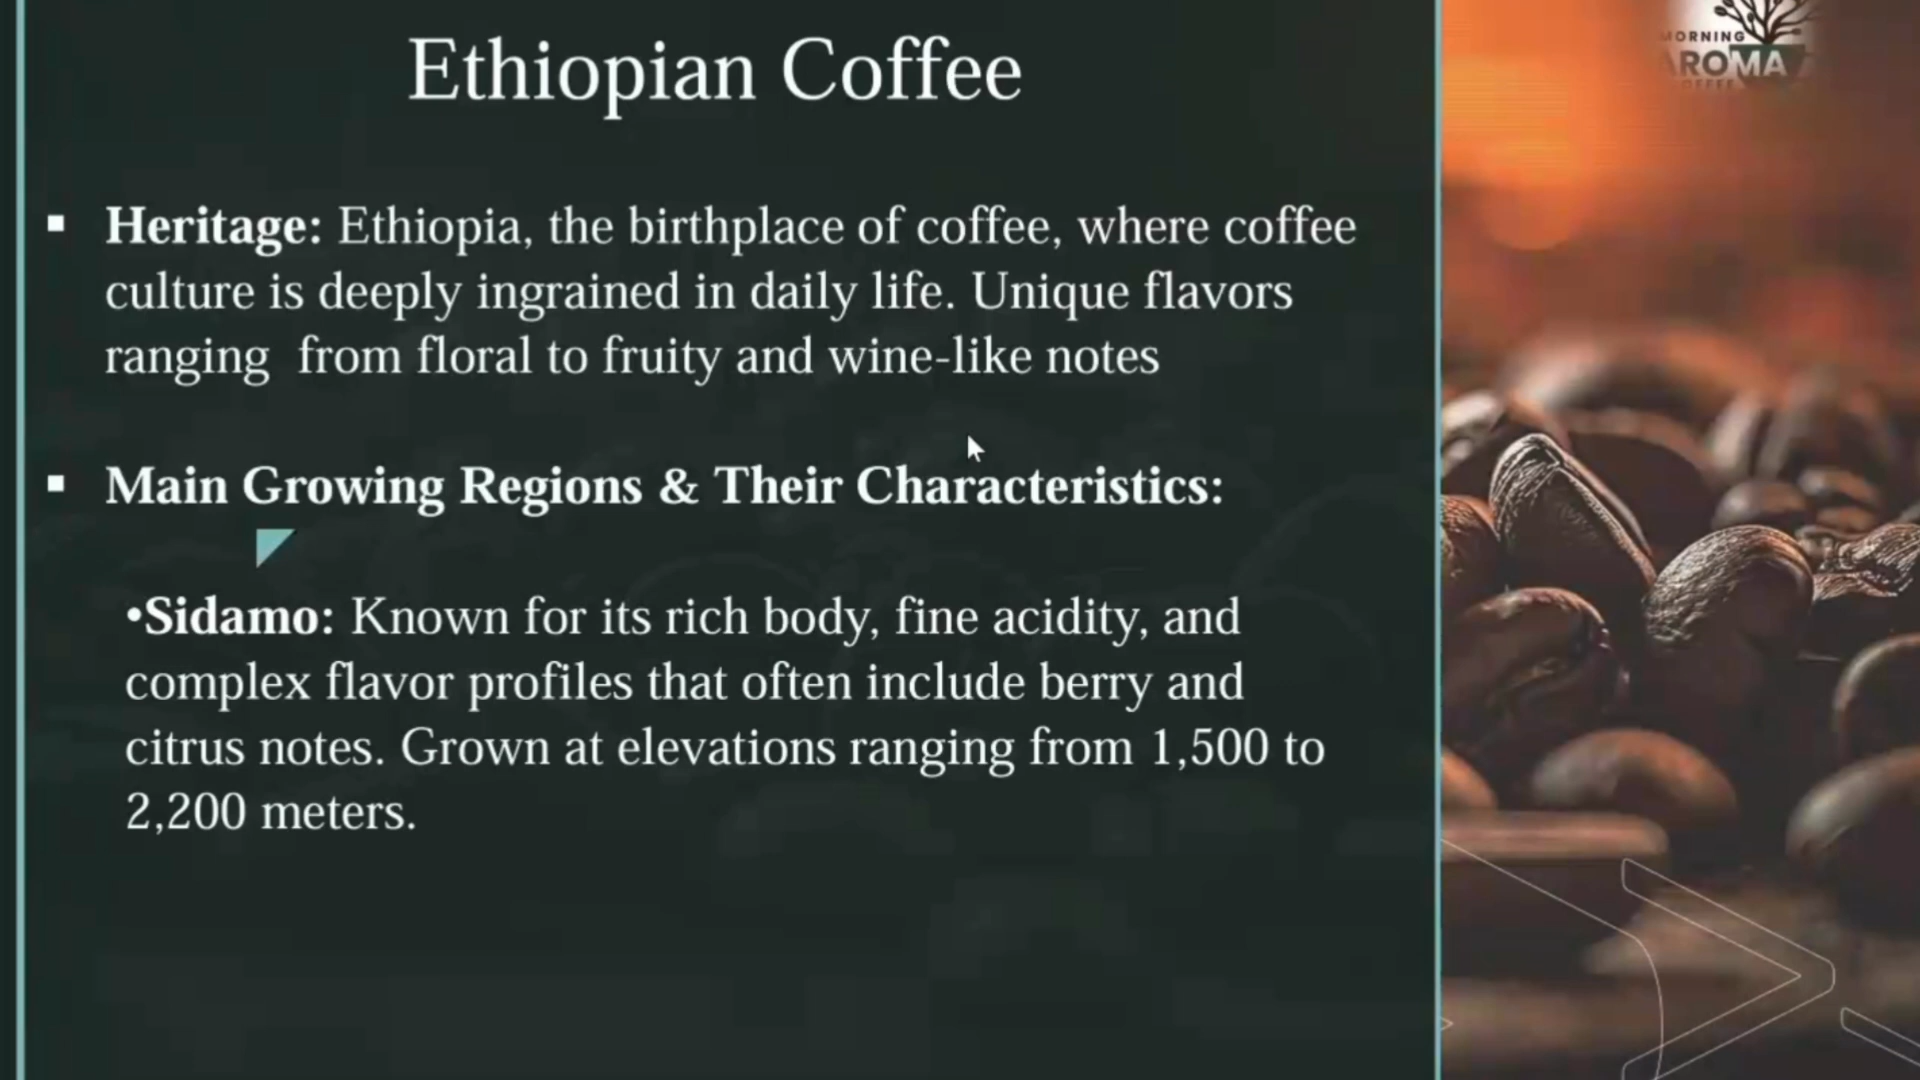 Ethiopian Coffee
MORNING
AROMA
COFFEE
▪ Heritage: Ethiopia, the birthplace of coffee, where coffee
culture is deeply ingrained in daily life. Unique flavors
ranging  from floral to fruity and wine-like notes
▪ Main Growing Regions & Their Characteristics:
•Sidamo: Known for its rich body, fine acidity, and
complex flavor profiles that often include berry and
citrus notes. Grown at elevations ranging from 1,500 to
2,200 meters.